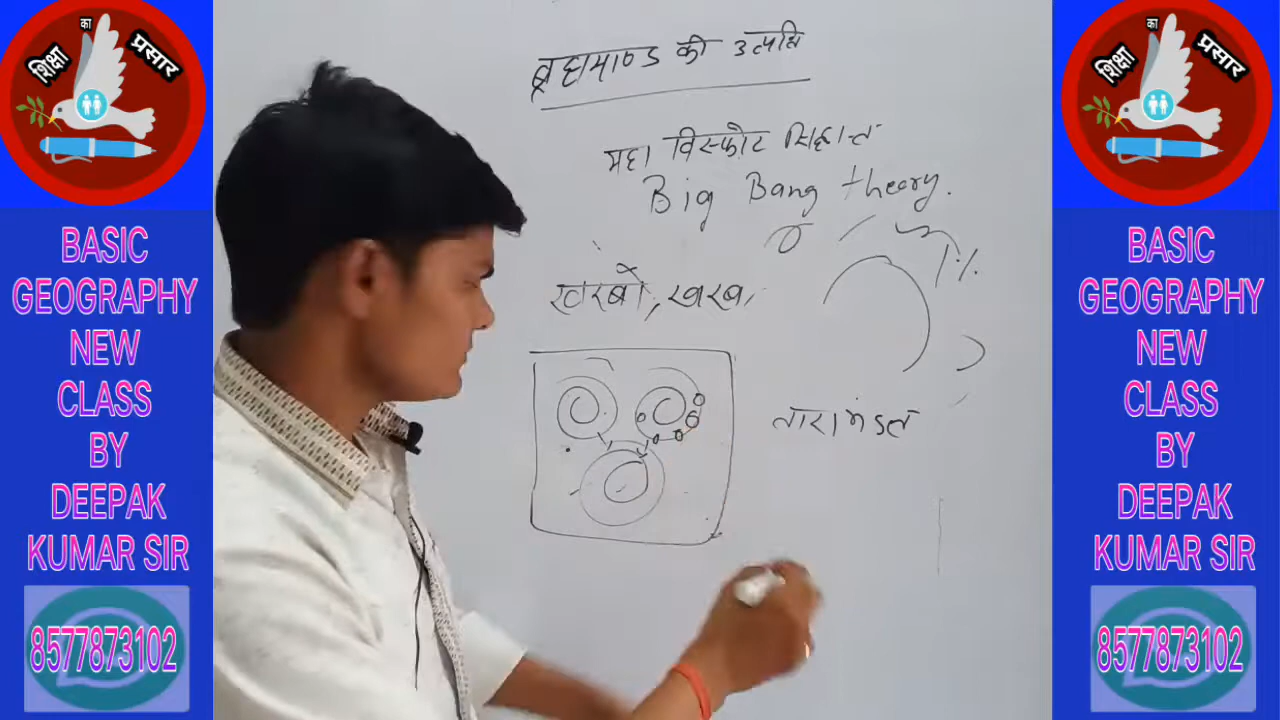 शिक्षा
का
प्रसार
BASIC
GEOGRAPHY
NEW
CLASS
BY
DEEPAK
KUMAR SIR
8577873102
ब्रह्माण्ड की उत्पत्ति
महा विस्फोट सिद्धान्त
Big Bang theory.
1%
खरबों, खरब,
तारामंडल
शिक्षा
का
प्रसार
BASIC
GEOGRAPHY
NEW
CLASS
BY
DEEPAK
KUMAR SIR
8577873102